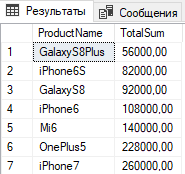 Результаты Сообщения
ProductName TotalSum
1 GalaxyS8Plus 56000,00
2 iPhone6S 82000,00
3 GalaxyS8 92000,00
4 iPhone6 108000,00
5 Mi6 140000,00
6 OnePlus5 228000,00
7 iPhone7 260000,00